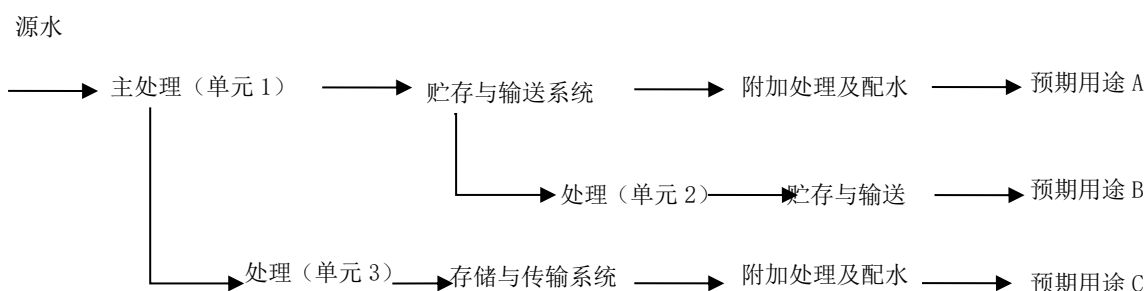 源水
主处理（单元 1） 贮存与输送系统 附加处理及配水 预期用途 A
处理（单元 2） 贮存与输送 预期用途 B
处理（单元 3） 存储与传输系统 附加处理及配水 预期用途 C